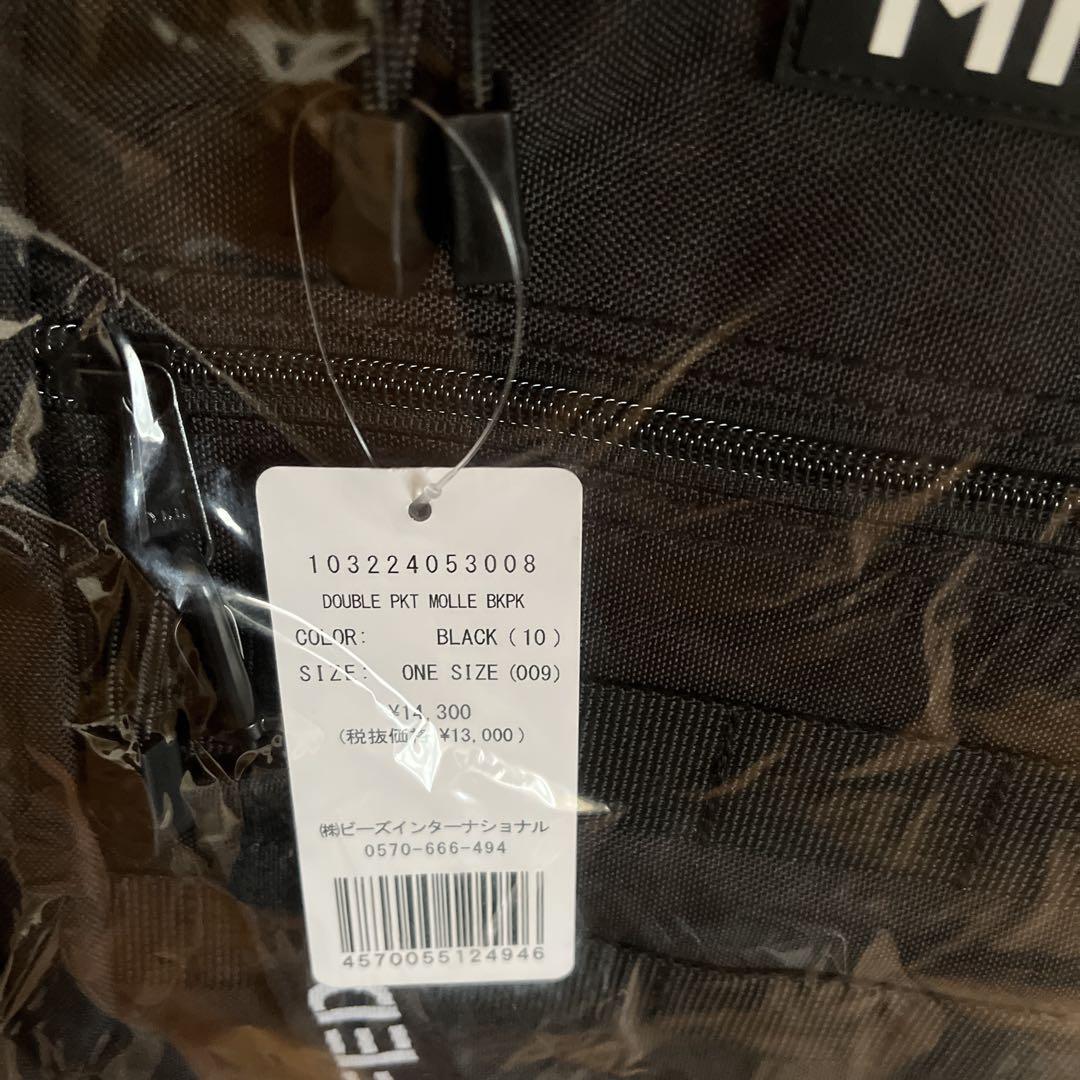 103224053008
DOUBLE PKT MOLLE BKPK
COLOR: BLACK (10)
SIZE: ONE SIZE (009)
¥14,300
(税抜価格 ¥13,000)
㈱ビーズインターナショナル
0570-666-494
4570055124946